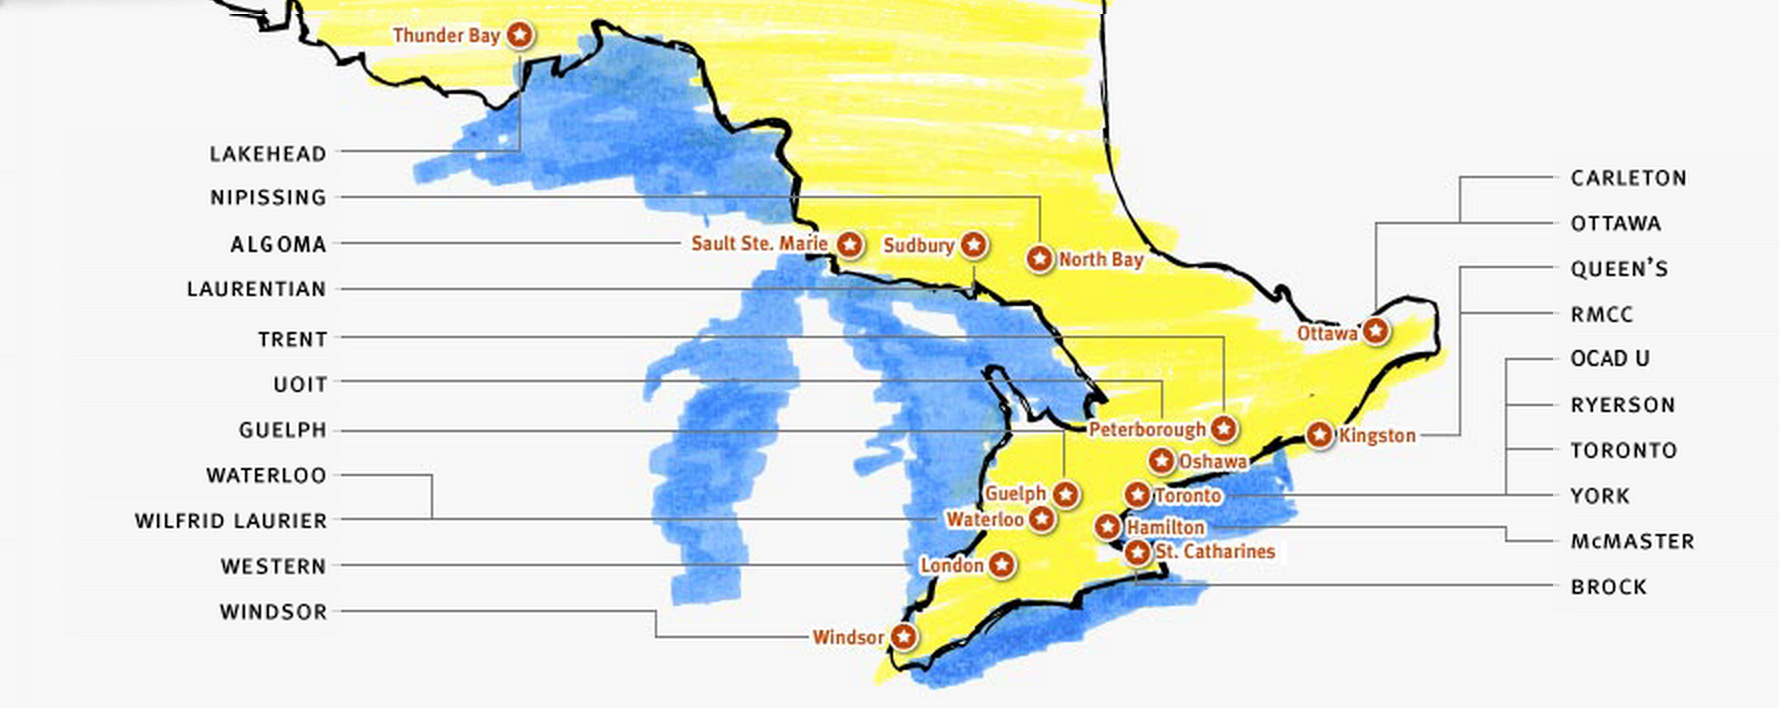 Thunder Bay
LAKEHEAD
NIPISSING
ALGOMA
LAURENTIAN
TRENT
UOIT
GUELPH
WATERLOO
WILFRID LAURIER
WESTERN
WINDSOR
Sault Ste. Marie
Sudbury
North Bay
Ottawa
Peterborough
Kingston
Oshawa
Guelph
Toronto
Waterloo
Hamilton
St. Catharines
London
Windsor
CARLETON
OTTAWA
QUEEN'S
RMCC
OCAD U
RYERSON
TORONTO
YORK
McMASTER
BROCK